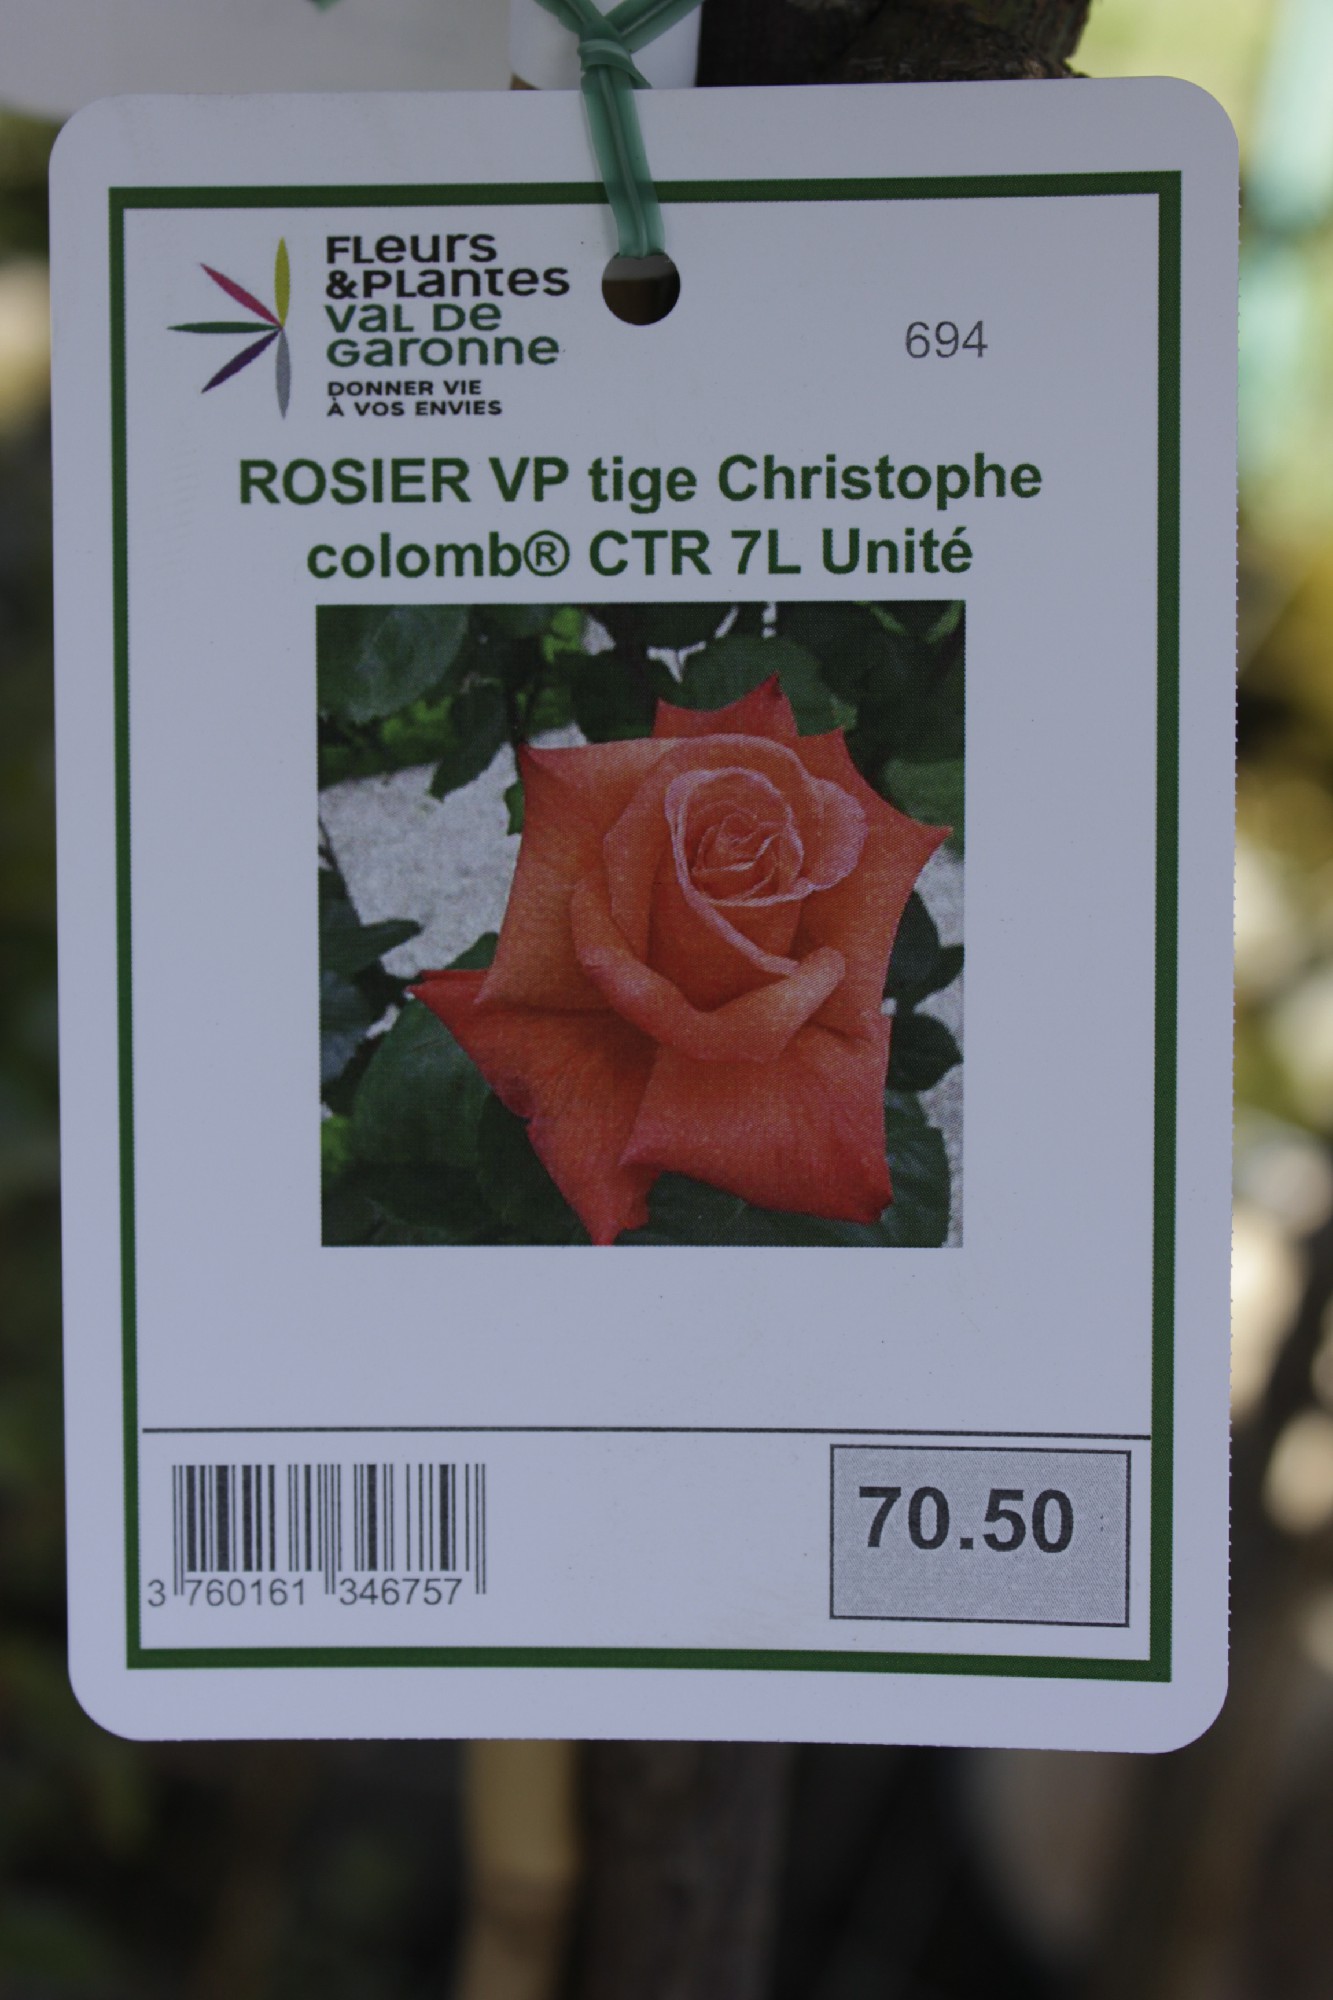 FLeurs
&PLantes
VaL De
Garonne
DONNER VIE
À VOS ENVIES
694
ROSIER VP tige Christophe
colomb® CTR 7L Unité
70.50
3 760161 346757